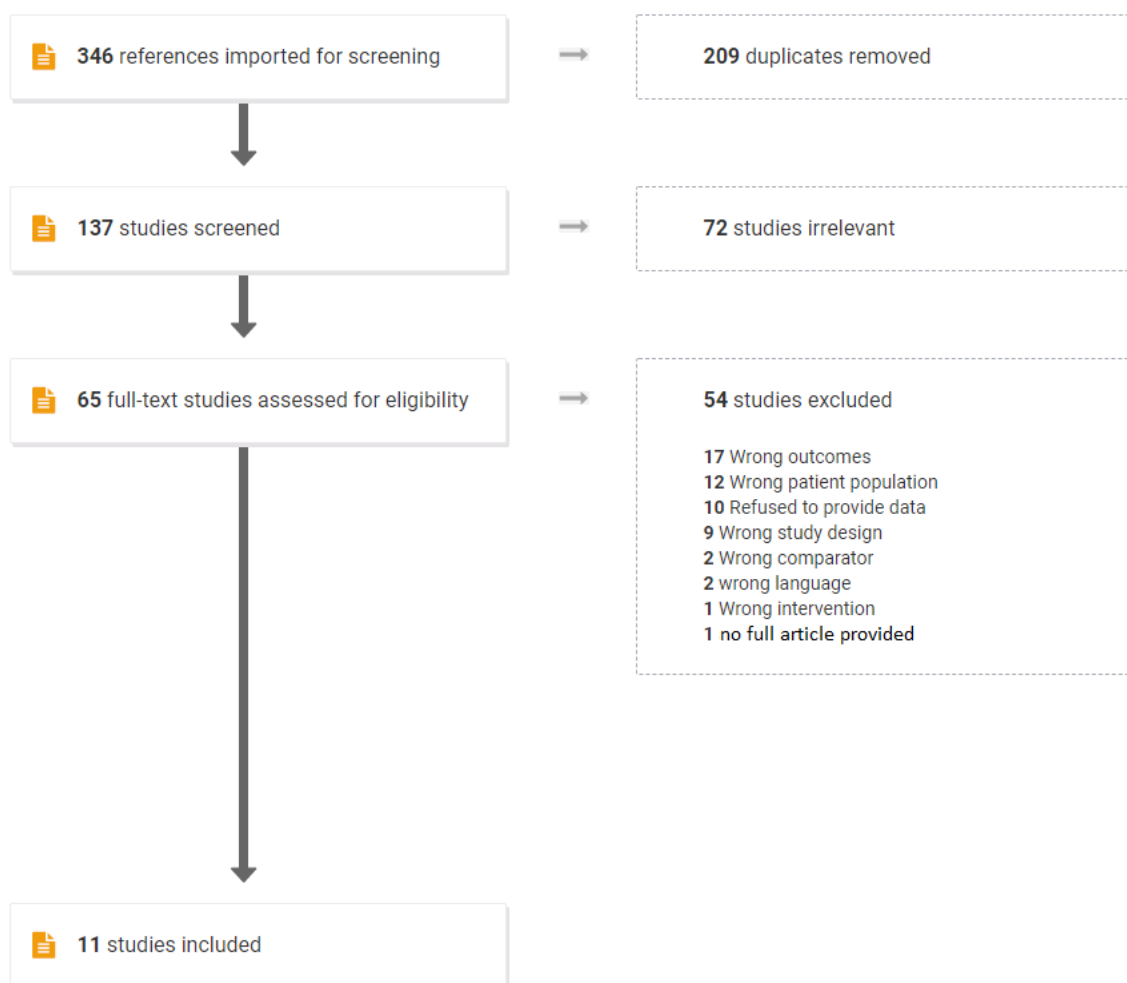 346 references imported for screening
209 duplicates removed
137 studies screened
72 studies irrelevant
65 full-text studies assessed for eligibility
54 studies excluded
17 Wrong outcomes
12 Wrong patient population
10 Refused to provide data
9 Wrong study design
2 Wrong comparator
2 wrong language
1 Wrong intervention
1 no full article provided
11 studies included